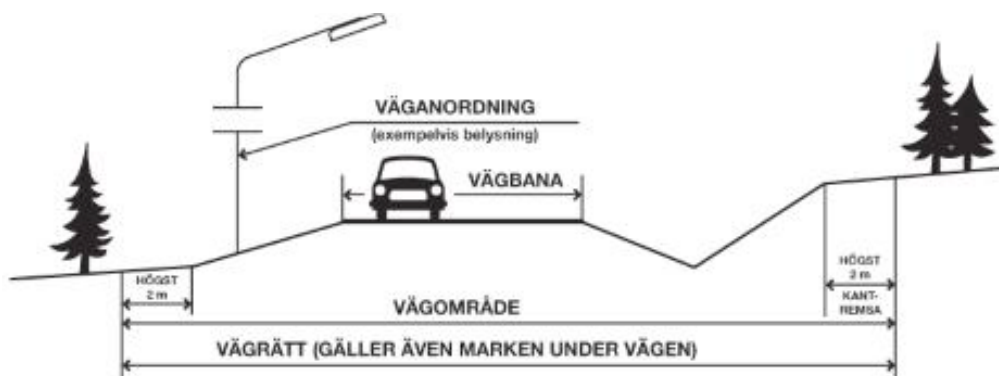 VÄGANORDNING
(exempelvis belysning)
VÄGBANA
HÖGST
2 m
HÖGST
2 m
KANT-
REMSA
VÄGOMRÅDE
VÄGRÄTT (GÄLLER ÄVEN MARKEN UNDER VÄGEN)